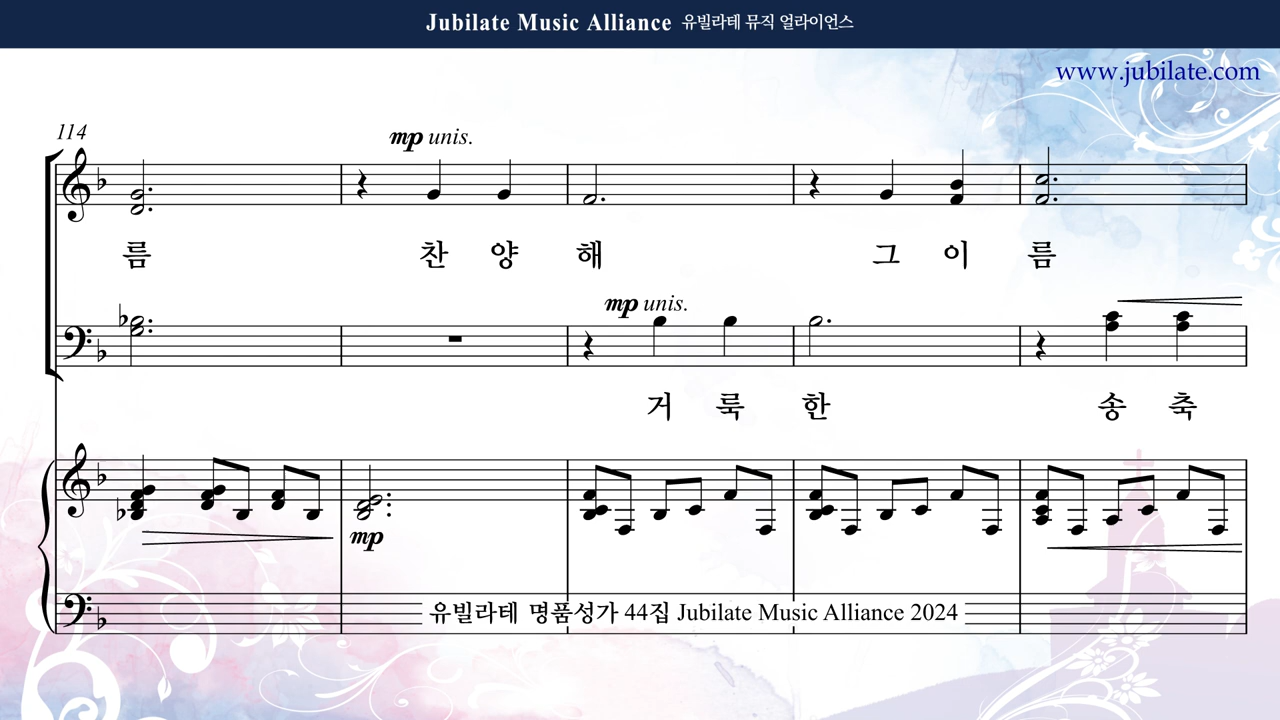 Jubilate Music Alliance 유빌라테 뮤직 얼라이언스
www.jubilate.com
114
mp unis.
름 찬 양 해 그 이 름
mp unis.
거 룩 한 송 축
mp
유빌라테 명품성가 44집 Jubilate Music Alliance 2024